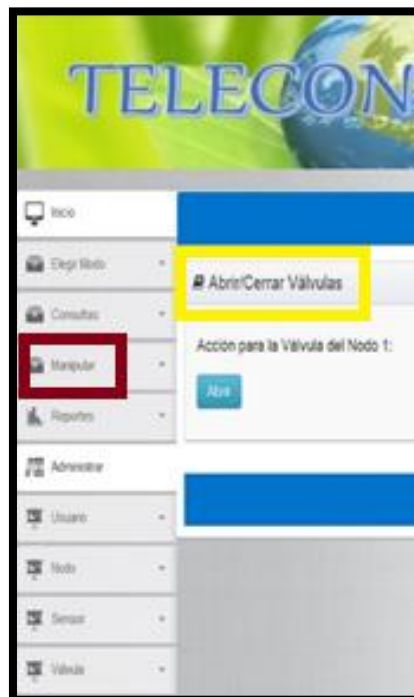 TELECON
Inicio
Elegir Modo
Abrir/Cerrar Válvulas
Consultas
Manipular
Acción para la Válvula del Nodo 1:
Abrir
Reportes
Administrar
Usuario
Nodo
Sensor
Válvula